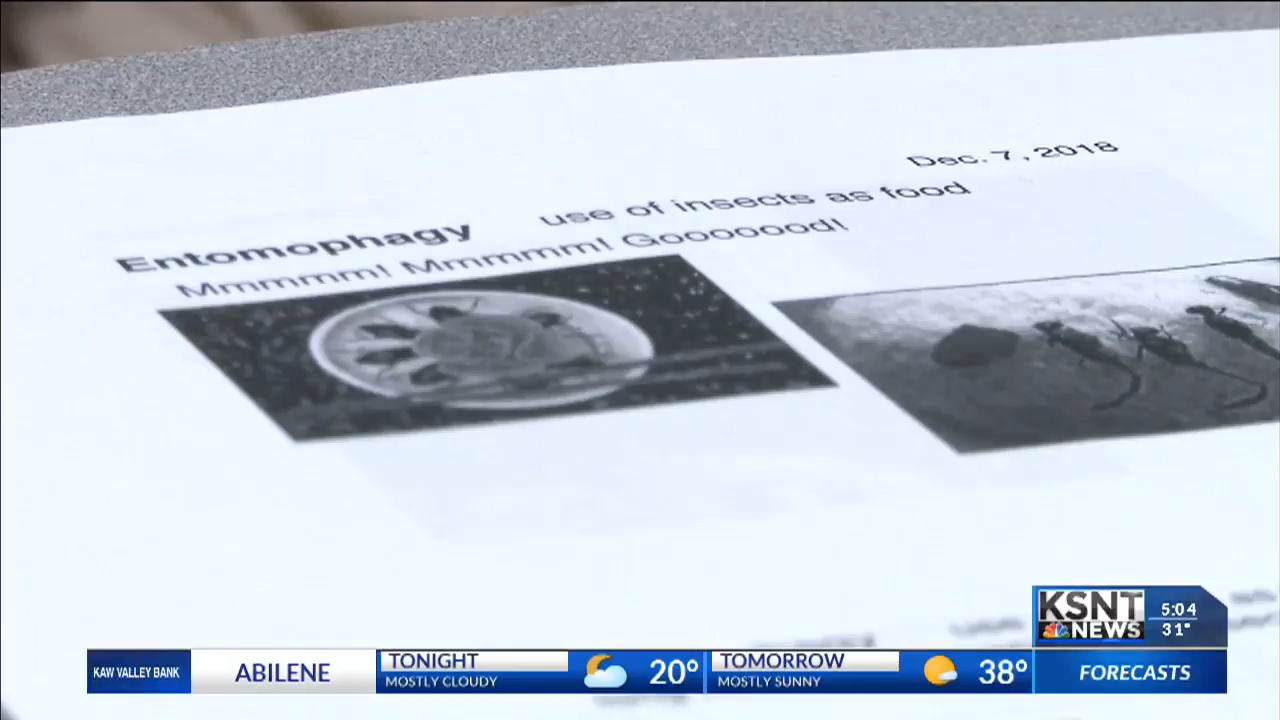 Dec. 7, 2018
Entomophagy use of insects as food
Mmmmm! Mmmmmm! Gooooood!
KSNT
NEWS
5:04
31°
KAW VALLEY BANK
ABILENE
TONIGHT
MOSTLY CLOUDY
20°
TOMORROW
MOSTLY SUNNY
38°
FORECASTS